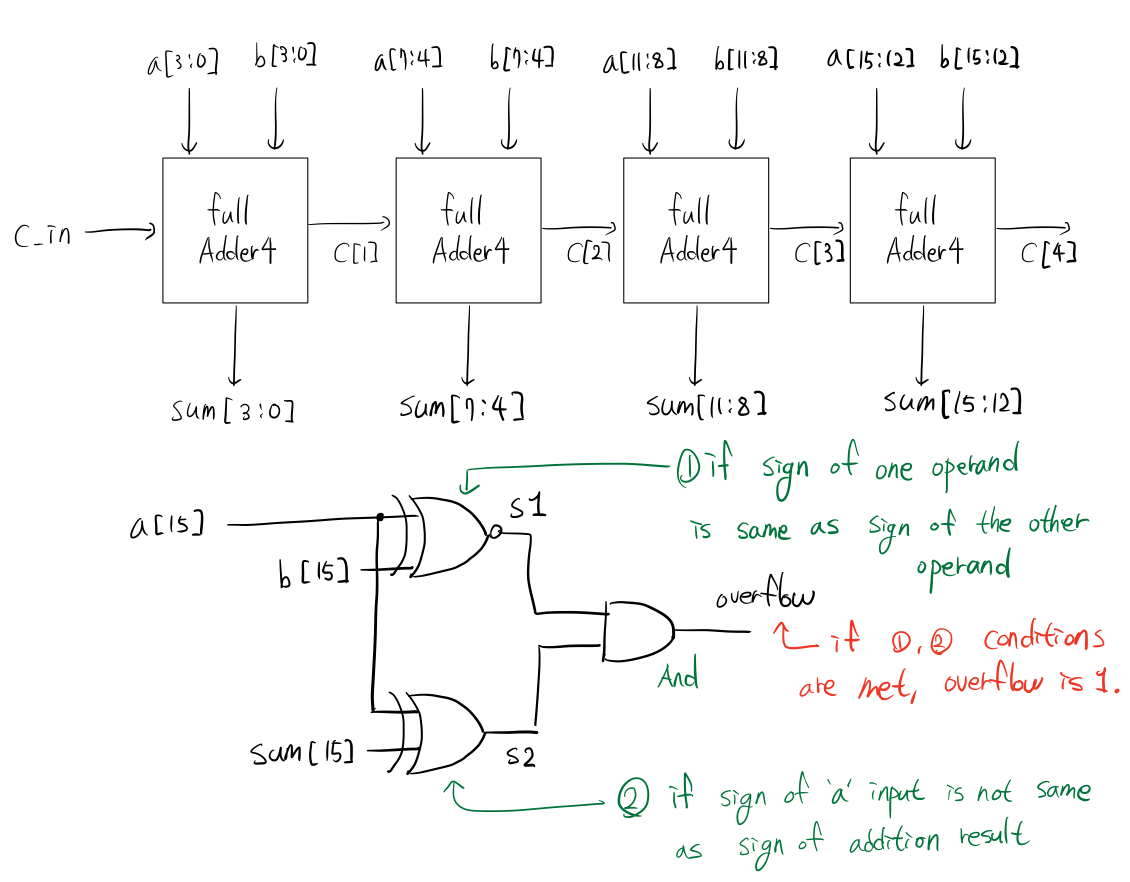 a[3:0] b[3:0] a[7:4] b[7:4] a[11:8] b[11:8] a[15:12] b[15:12]
C_in
full
Adder4
C[1]
full
Adder4
C[2]
full
Adder4
C[3]
full
Adder4
C[4]
sum[3:0] sum[7:4] sum[11:8] sum[15:12]
① if sign of one operand
is same as sign of the other
operand
a[15]
s1
b[15]
overflow
And
if ①, ② conditions
are met, overflow is 1.
sum[15]
s2
② if sign of 'a' input is not same
as sign of addition result